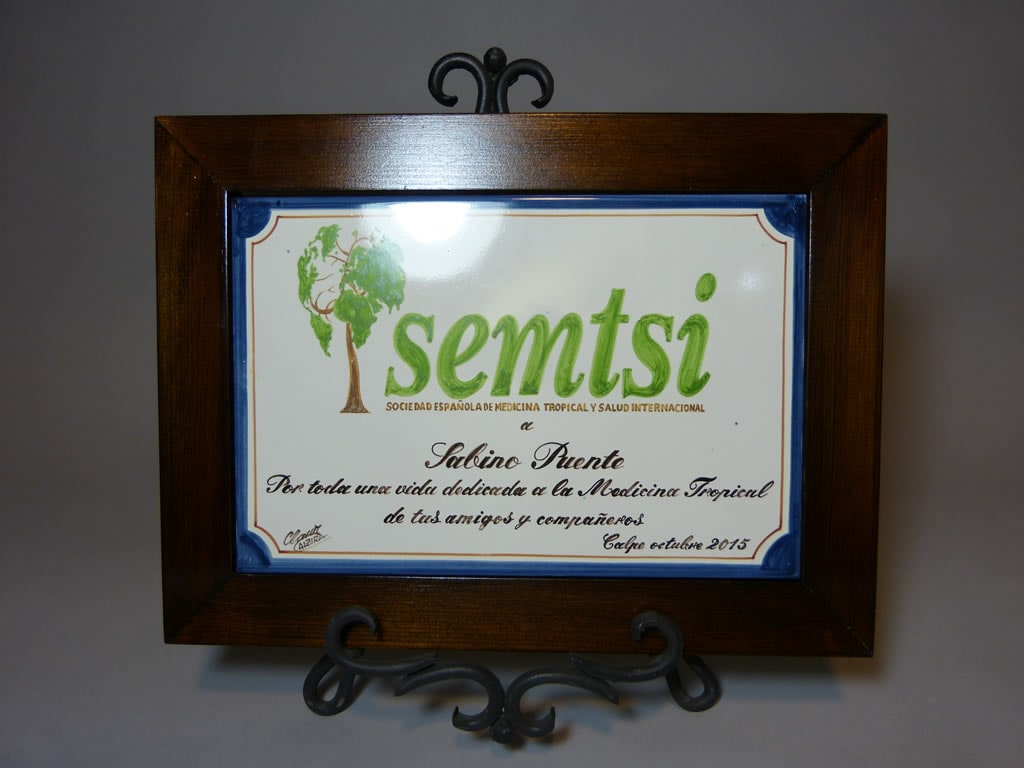 semtsi
SOCIEDAD ESPAÑOLA DE MEDICINA TROPICAL Y SALUD INTERNACIONAL
a
Sabino Puente
Por toda una vida dedicada a la Medicina Tropical
de tus amigos y compañeros
Calpe octubre 2015